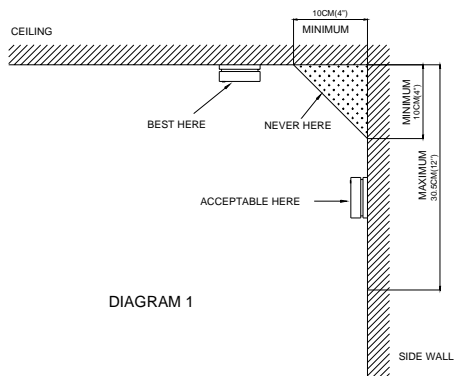 10CM(4")
CEILING
MINIMUM
BEST HERE
NEVER HERE
MINIMUM
10CM(4")
MAXIMUM
30.5CM(12")
ACCEPTABLE HERE
DIAGRAM 1
SIDE WALL